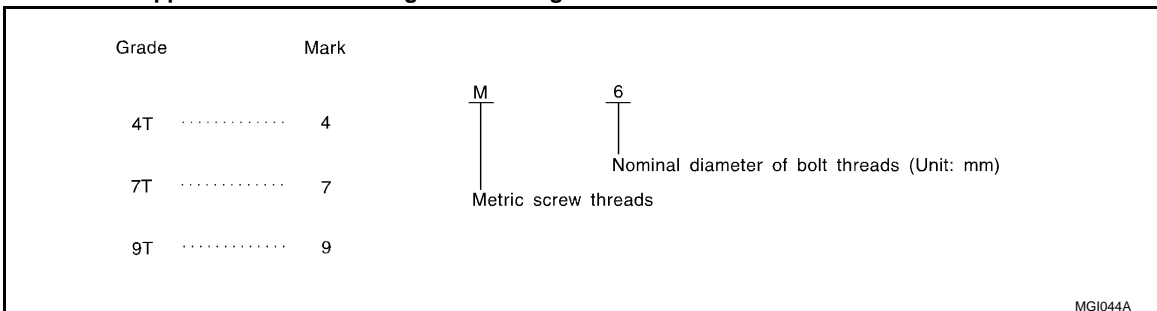 Grade Mark
4T ............. 4
7T ............. 7
9T ............. 9
M 6
Nominal diameter of bolt threads (Unit: mm)
Metric screw threads
MGI044A